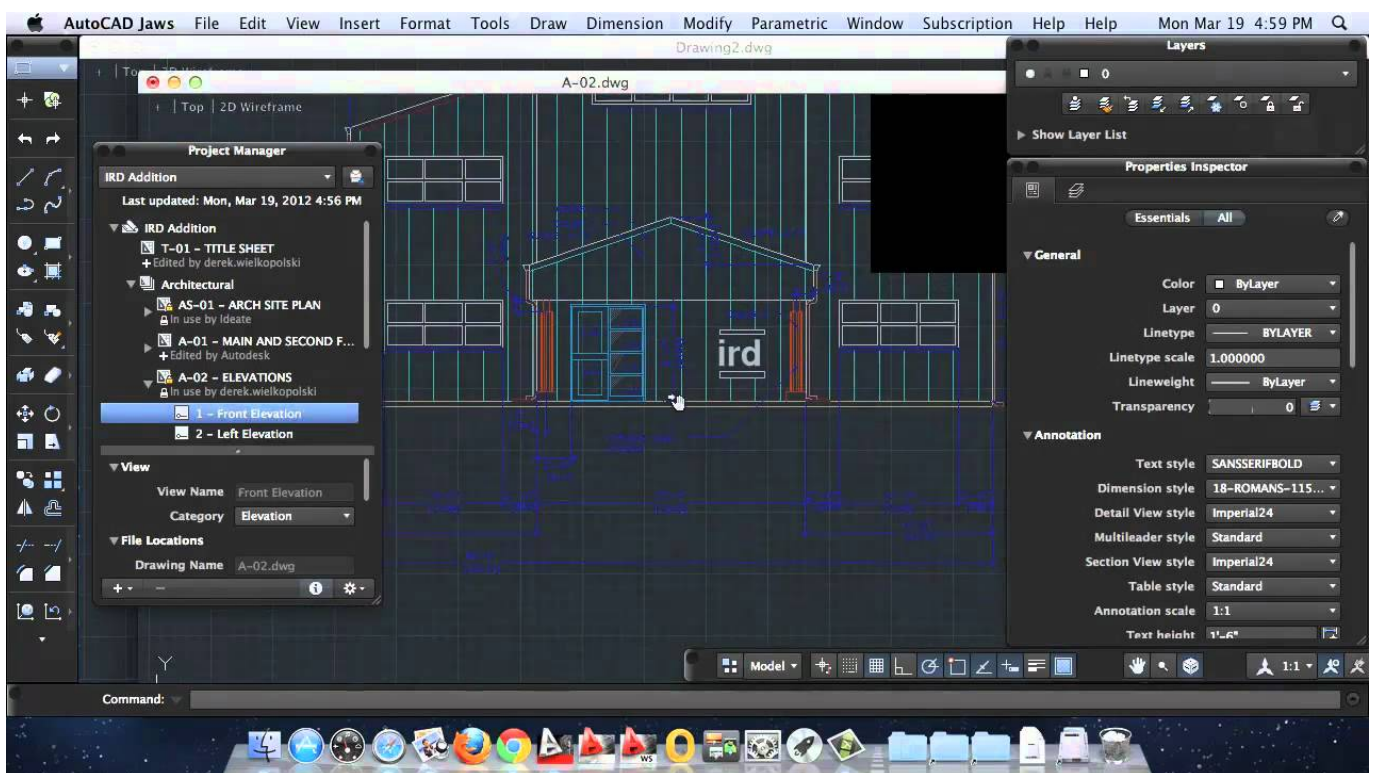 AutoCAD Jaws File Edit View Insert Format Tools Draw Dimension Modify Parametric Window Subscription Help Help Mon Mar 19 4:59 PM
Drawing2.dwg
Layers
Top
A-02.dwg
0
Top 2D Wireframe
Show Layer List
Project Manager
IRD Addition
Last updated: Mon, Mar 19, 2012 4:56 PM
IRD Addition
T-01 – TITLE SHEET
Edited by derek.wielkopolski
Architectural
AS-01 – ARCH SITE PLAN
In use by Ideate
A-01 – MAIN AND SECOND F...
Edited by Autodesk
A-02 – ELEVATIONS
In use by derek.wielkopolski
1 – Front Elevation
2 – Left Elevation
View
View Name Front Elevation
Category Elevation
File Locations
Drawing Name A-02.dwg
ird
Properties Inspector
Essentials All
General
Color ByLayer
Layer 0
Linetype BYLAYER
Linetype scale 1.000000
Lineweight ByLayer
Transparency 0
Annotation
Text style SANSSERIFBOLD
Dimension style 18-ROMANS-115...
Detail View style Imperial24
Multileader style Standard
Section View style Imperial24
Table style Standard
Annotation scale 1:1
Text height 1'-6"
Y
Model
1:1
Command:
WS